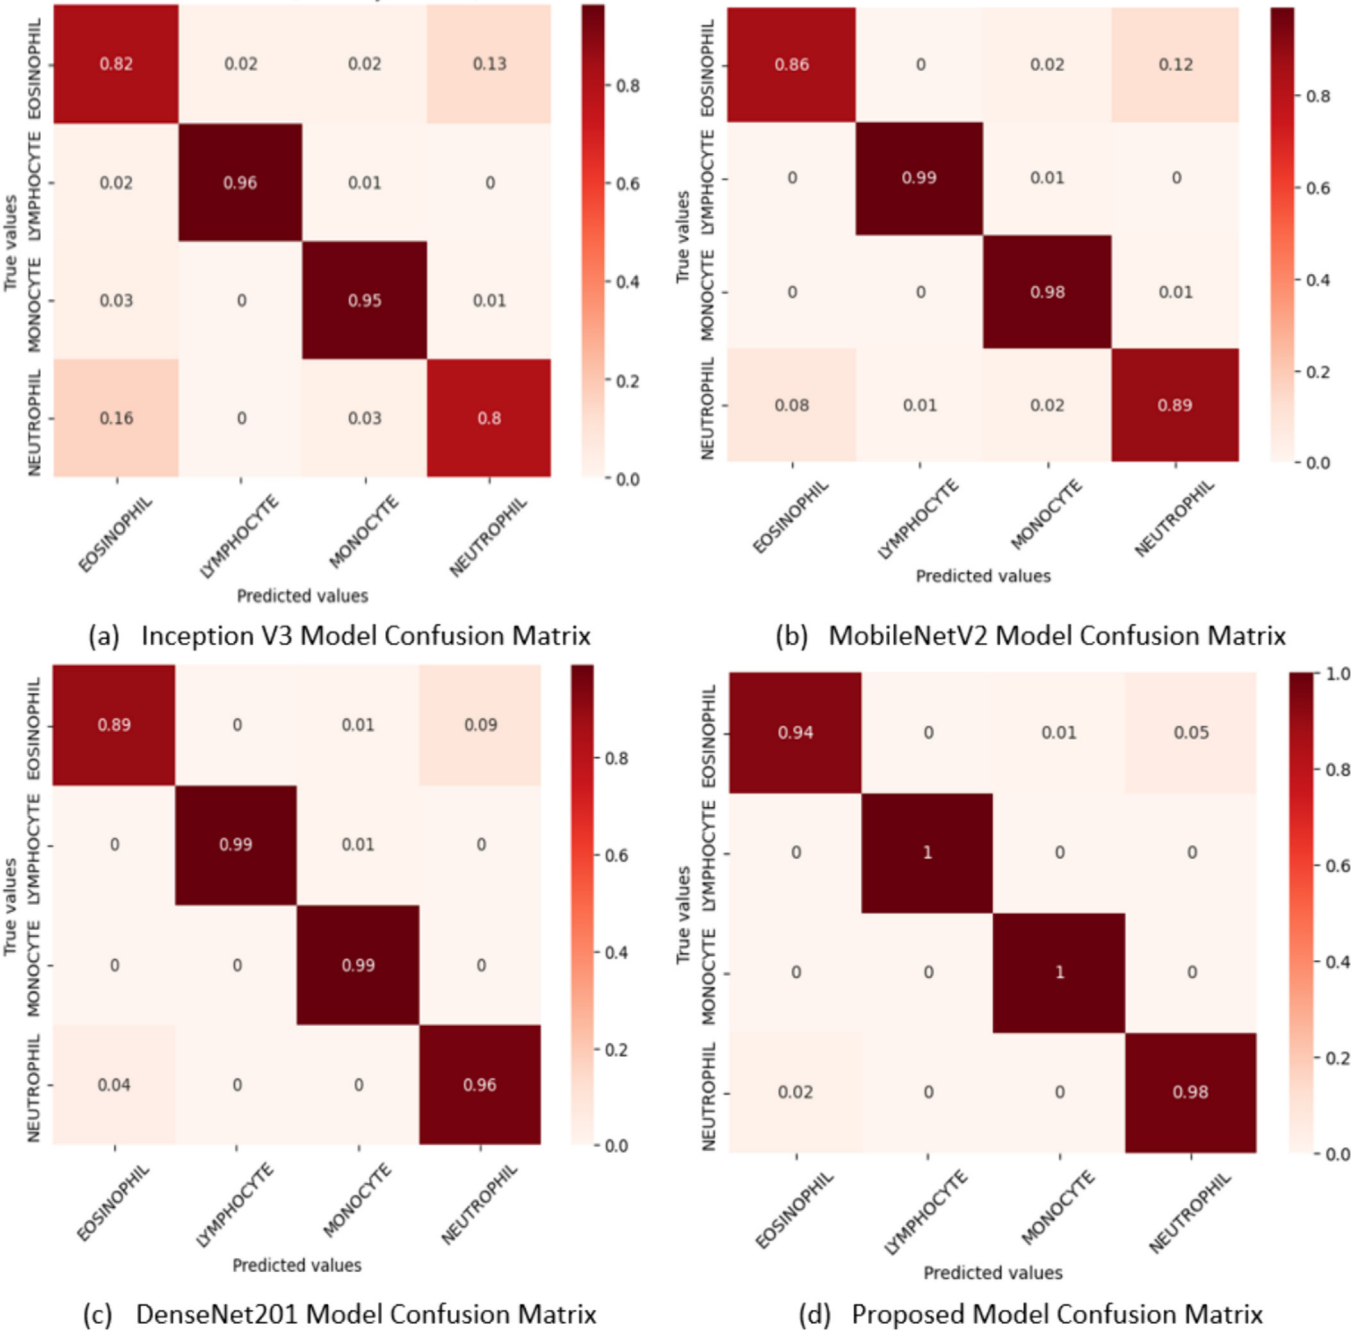 EOSINOPHIL
LYMPHOCYTE
MONOCYTE
NEUTROPHIL
True values
0.82 0.02 0.02 0.13
0.02 0.96 0.01 0
0.03 0 0.95 0.01
0.16 0 0.03 0.8
0.8
0.6
0.4
0.2
0.0
EOSINOPHIL LYMPHOCYTE MONOCYTE NEUTROPHIL
Predicted values
(a) Inception V3 Model Confusion Matrix
EOSINOPHIL
LYMPHOCYTE
MONOCYTE
NEUTROPHIL
True values
0.86 0 0.02 0.12
0 0.99 0.01 0
0 0 0.98 0.01
0.08 0.01 0.02 0.89
0.8
0.6
0.4
0.2
0.0
EOSINOPHIL LYMPHOCYTE MONOCYTE NEUTROPHIL
Predicted values
(b) MobileNetV2 Model Confusion Matrix
EOSINOPHIL
LYMPHOCYTE
MONOCYTE
NEUTROPHIL
True values
0.89 0 0.01 0.09
0 0.99 0.01 0
0 0 0.99 0
0.04 0 0 0.96
0.8
0.6
0.4
0.2
0.0
EOSINOPHIL LYMPHOCYTE MONOCYTE NEUTROPHIL
Predicted values
(c) DenseNet201 Model Confusion Matrix
EOSINOPHIL
LYMPHOCYTE
MONOCYTE
NEUTROPHIL
True values
0.94 0 0.01 0.05
0 1 0 0
0 0 1 0
0.02 0 0 0.98
1.0
0.8
0.6
0.4
0.2
0.0
EOSINOPHIL LYMPHOCYTE MONOCYTE NEUTROPHIL
Predicted values
(d) Proposed Model Confusion Matrix